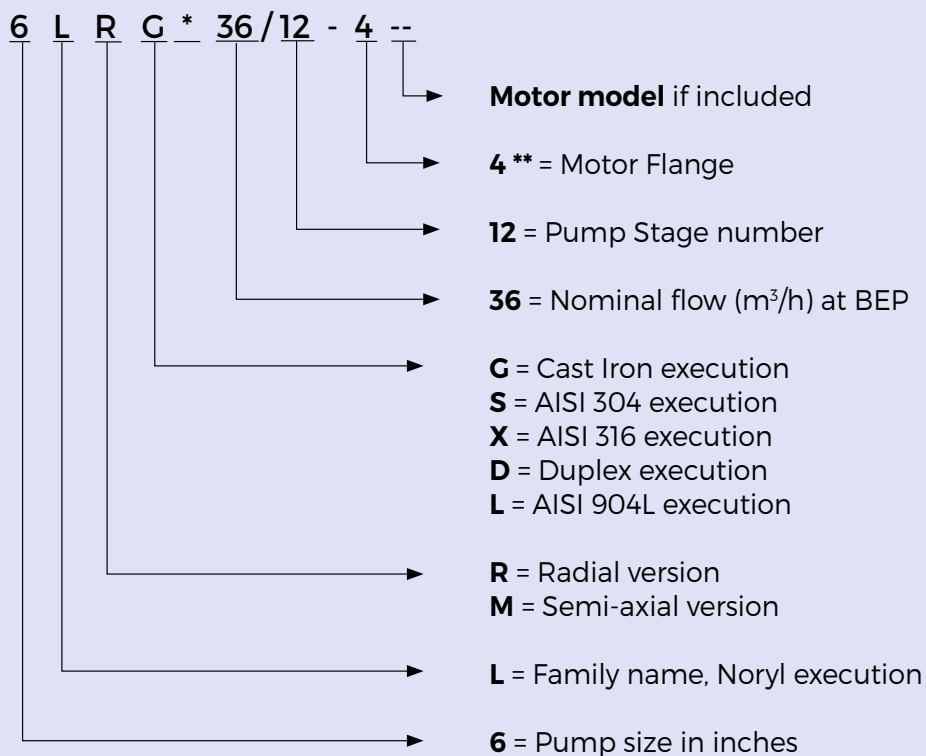 6 L R G * 36 / 12 - 4 --
Motor model if included
4 ** = Motor Flange
12 = Pump Stage number
36 = Nominal flow (m³/h) at BEP
G = Cast Iron execution
S = AISI 304 execution
X = AISI 316 execution
D = Duplex execution
L = AISI 904L execution
R = Radial version
M = Semi-axial version
L = Family name, Noryl execution
6 = Pump size in inches